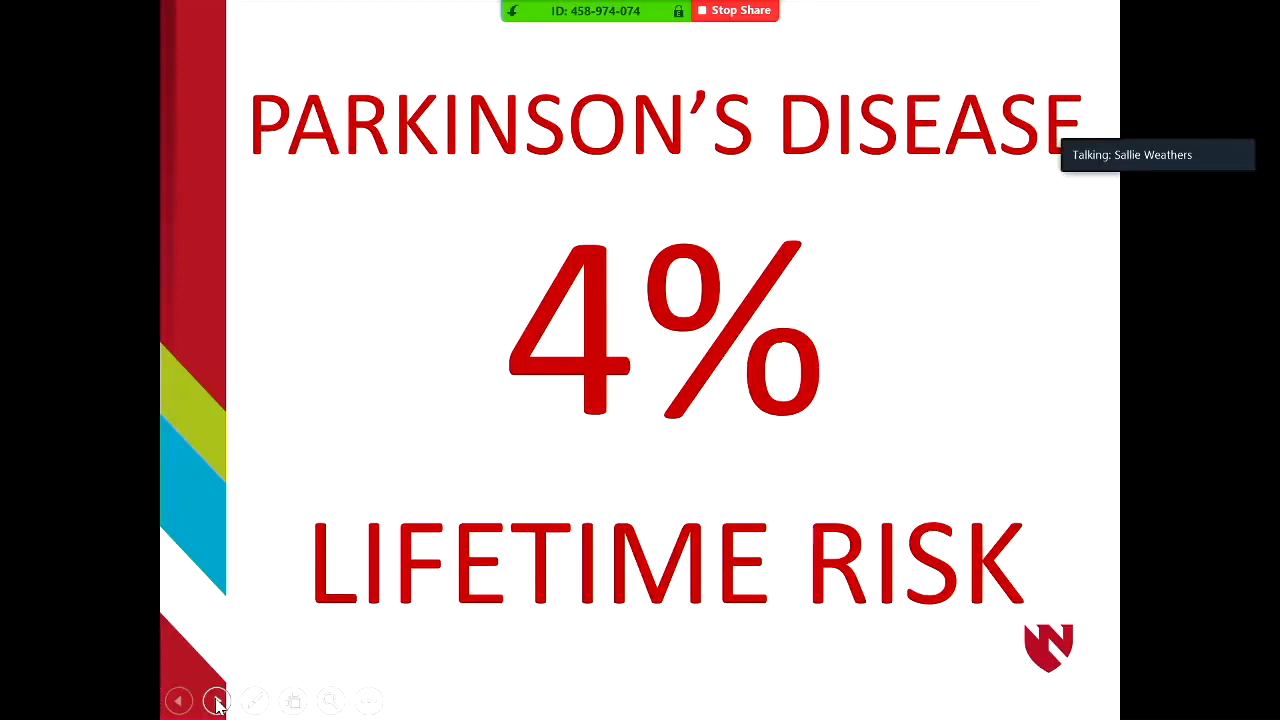 ID: 458-974-074
Stop Share
PARKINSON’S DISEASE
Talking: Sallie Weathers
4%
LIFETIME RISK
N